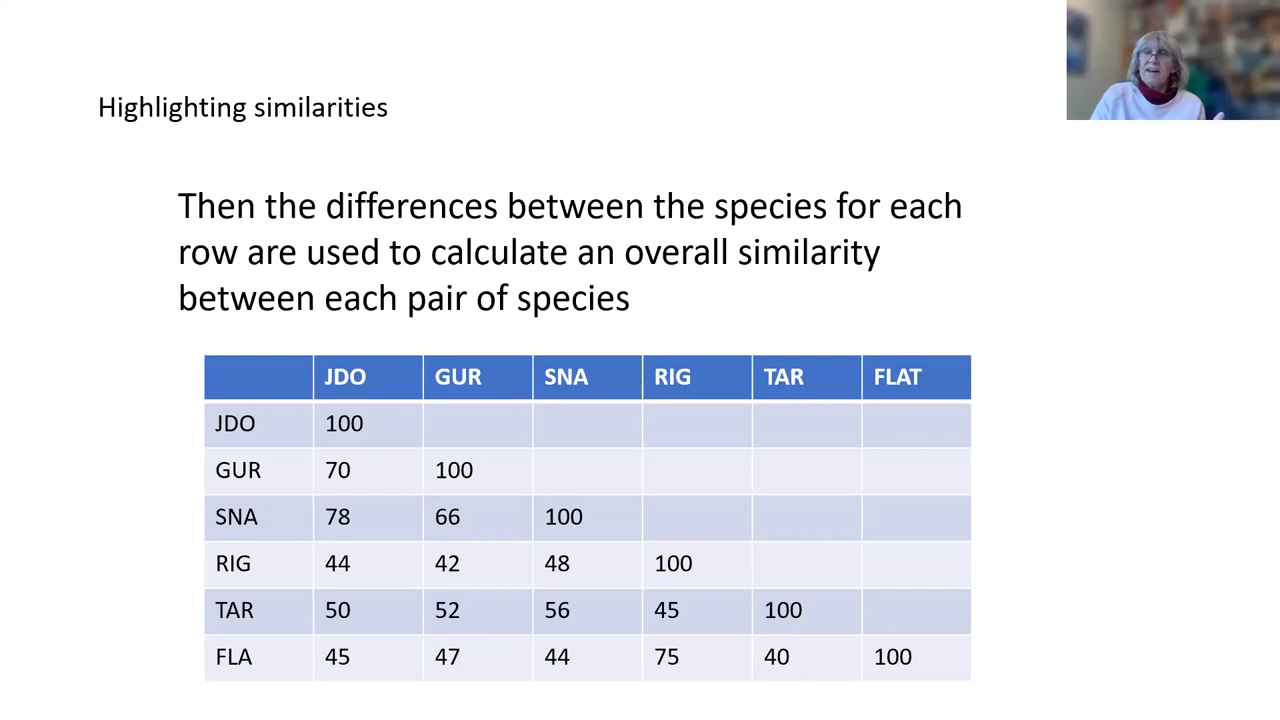 Highlighting similarities
Then the differences between the species for each
row are used to calculate an overall similarity
between each pair of species
JDO GUR SNA RIG TAR FLAT
JDO 100
GUR 70 100
SNA 78 66 100
RIG 44 42 48 100
TAR 50 52 56 45 100
FLA 45 47 44 75 40 100